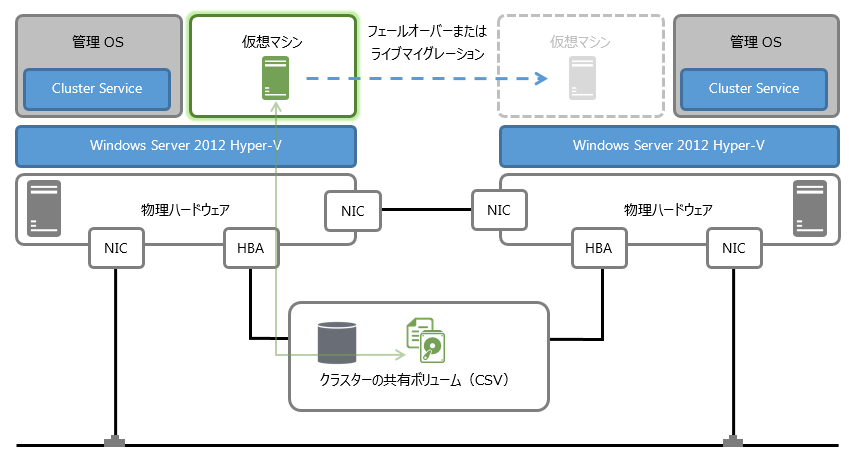 管理 OS
Cluster Service
仮想マシン
フェールオーバーまたは
ライブマイグレーション
仮想マシン
管理 OS
Cluster Service
Windows Server 2012 Hyper-V
Windows Server 2012 Hyper-V
物理ハードウェア
NIC
NIC
物理ハードウェア
NIC
HBA
HBA
NIC
クラスターの共有ボリューム（CSV）